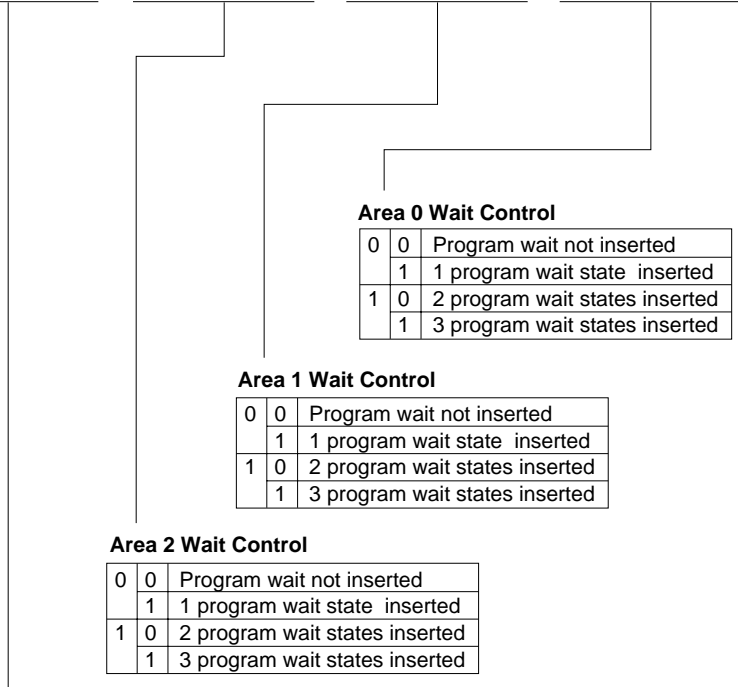 Area 0 Wait Control
0 0 Program wait not inserted
1 1 program wait state inserted
1 0 2 program wait states inserted
1 3 program wait states inserted
Area 1 Wait Control
0 0 Program wait not inserted
1 1 program wait state inserted
1 0 2 program wait states inserted
1 3 program wait states inserted
Area 2 Wait Control
0 0 Program wait not inserted
1 1 program wait state inserted
1 0 2 program wait states inserted
1 3 program wait states inserted